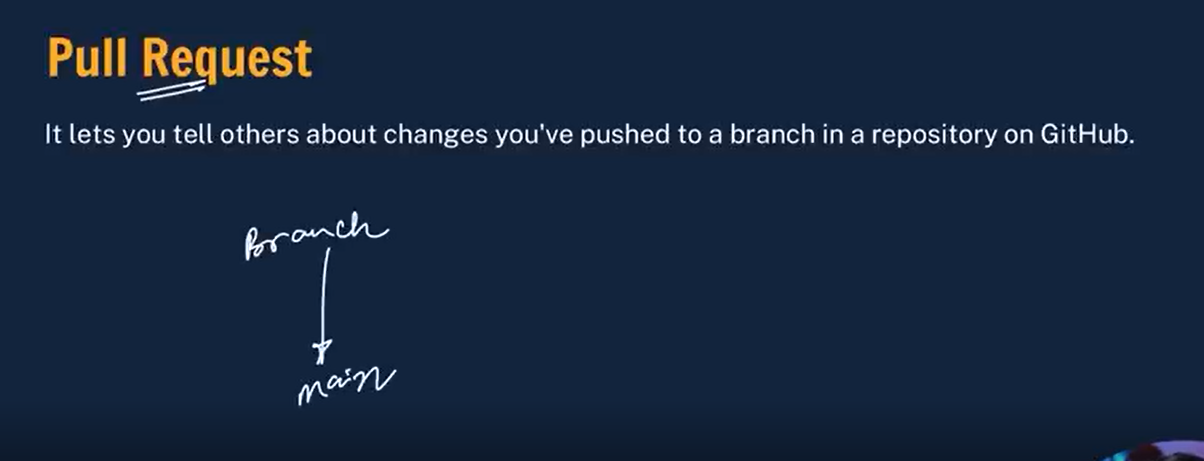 Pull Request
It lets you tell others about changes you've pushed to a branch in a repository on GitHub.
Branch
main